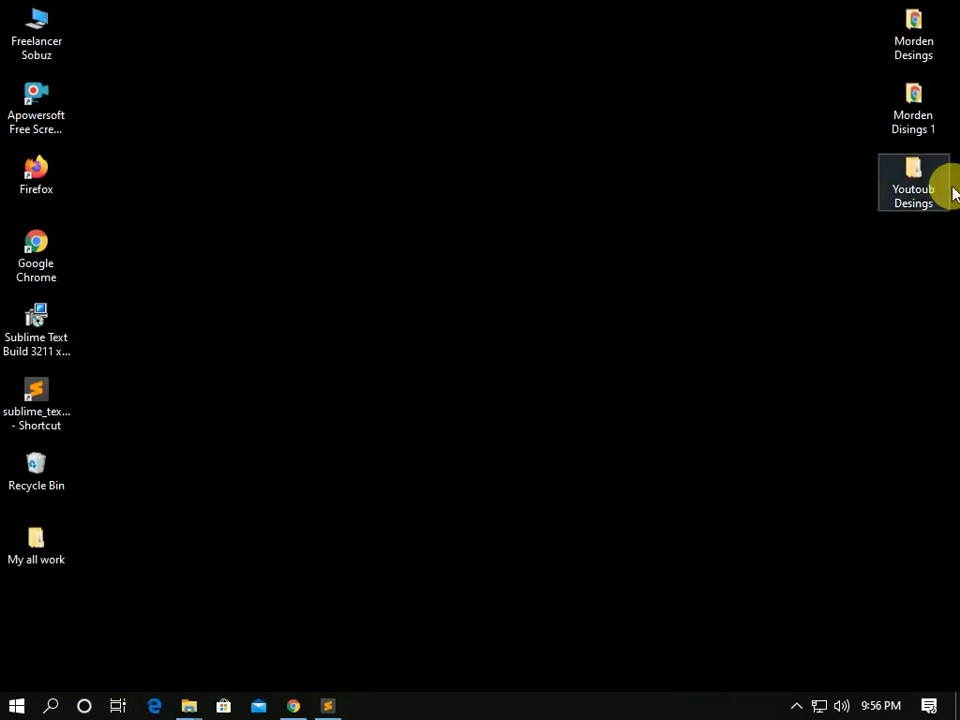 Freelancer
Sobuz
Apowersoft
Free Scre...
Firefox
Google
Chrome
Sublime Text
Build 3211 x...
sublime_tex...
- Shortcut
Recycle Bin
My all work
Morden
Desings
Morden
Disings 1
Youtoub
Desings
9:56 PM